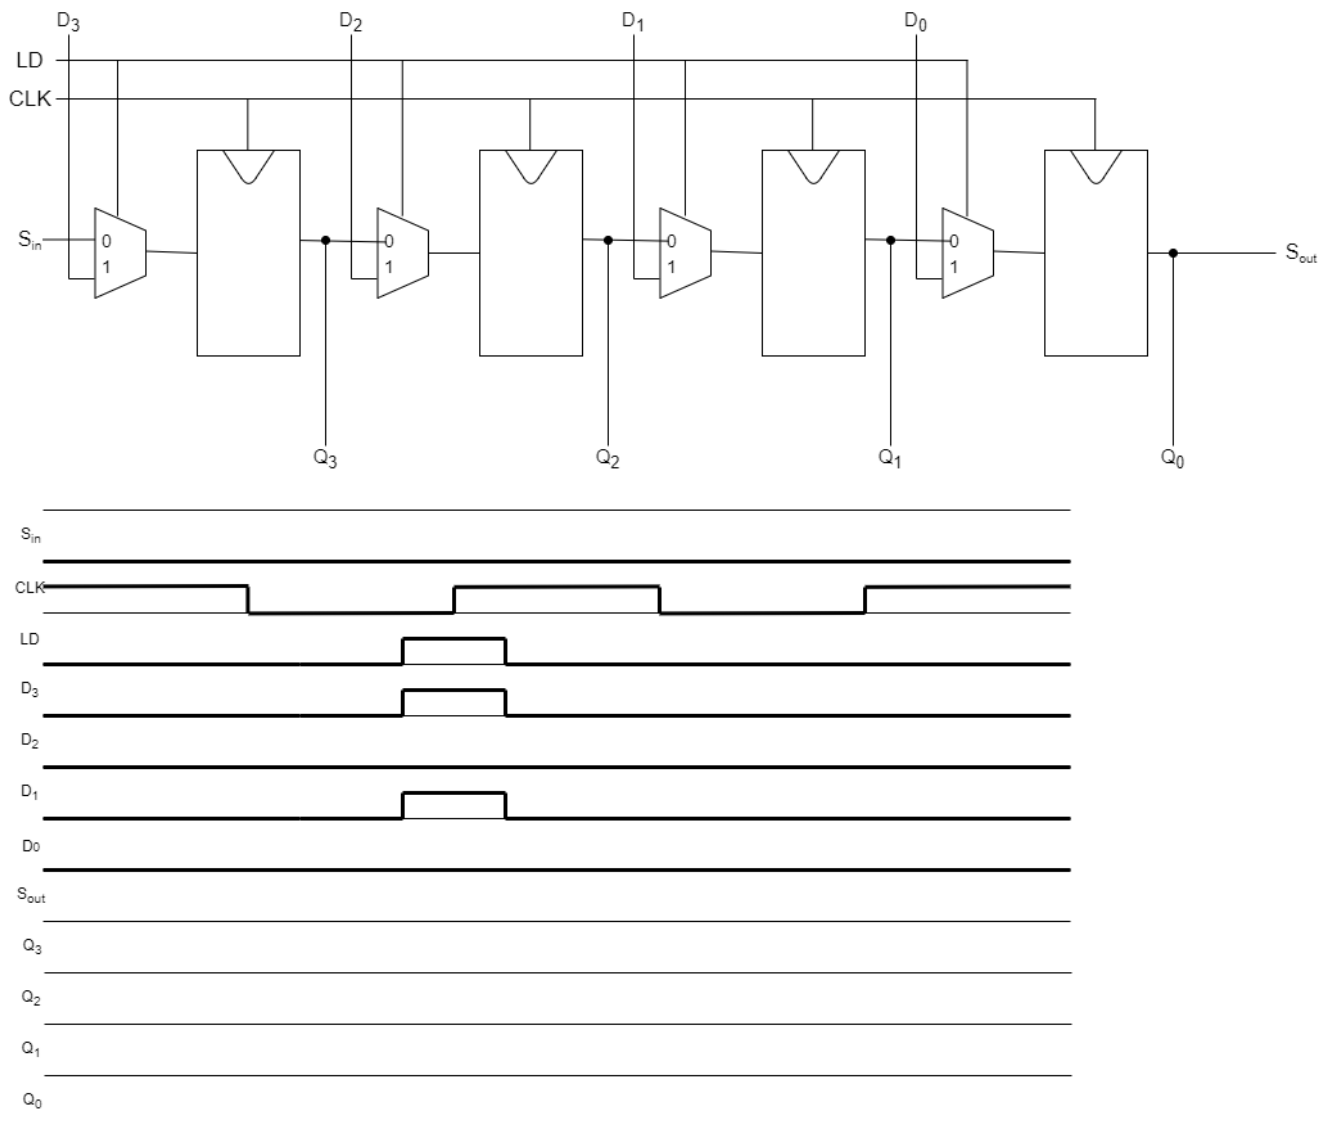 D3 D2 D1 D0
LD
CLK
Sin 0 0 0 0 Sout
1 1 1 1
Q3 Q2 Q1 Q0
Sin
CLK
LD
D3
D2
D1
D0
Sout
Q3
Q2
Q1
Q0